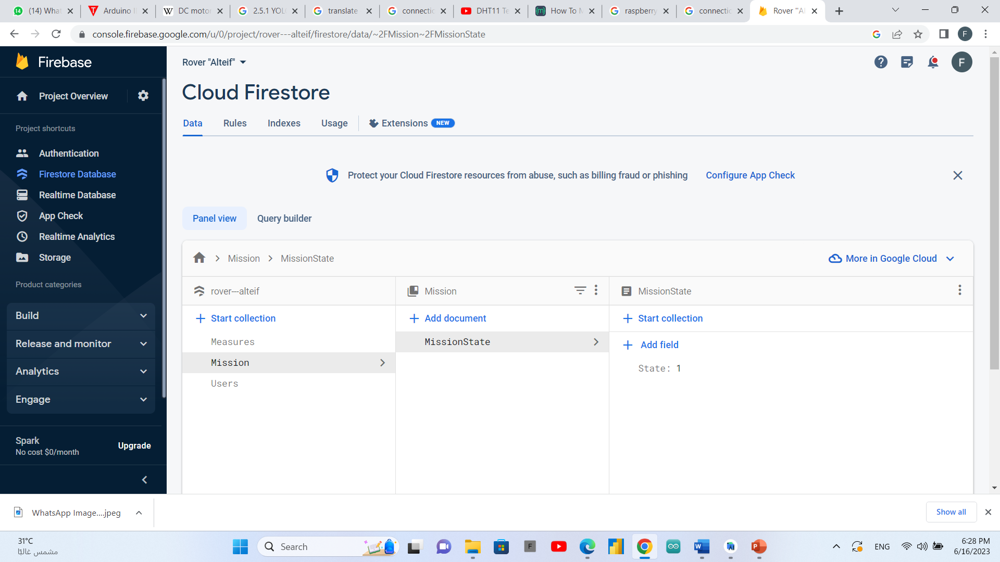 (14) What
Arduino I
DC motor
2.5.1 YOL
translate
connectic
DHT11 Te
How To M
raspberry
connectic
Rover "Al
console.firebase.google.com/u/0/project/rover---alteif/firestore/data/~2FMission~2FMissionState
F
Firebase
Rover "Alteif"
F
Project Overview
Cloud Firestore
Project shortcuts
Data
Rules
Indexes
Usage
Extensions
NEW
Authentication
Firestore Database
Realtime Database
App Check
Realtime Analytics
Storage
Protect your Cloud Firestore resources from abuse, such as billing fraud or phishing
Configure App Check
Panel view
Query builder
Product categories
Build
Release and monitor
Analytics
Engage
Mission
MissionState
More in Google Cloud
rover---alteif
Mission
MissionState
Start collection
Add document
Start collection
Measures
Mission
Users
MissionState
Add field
State: 1
Spark
No cost $0/month
Upgrade
WhatsApp Image....jpeg
Show all
31°C
مشمس غالبًا
Search
F
W
P
ENG
6:28 PM
6/16/2023